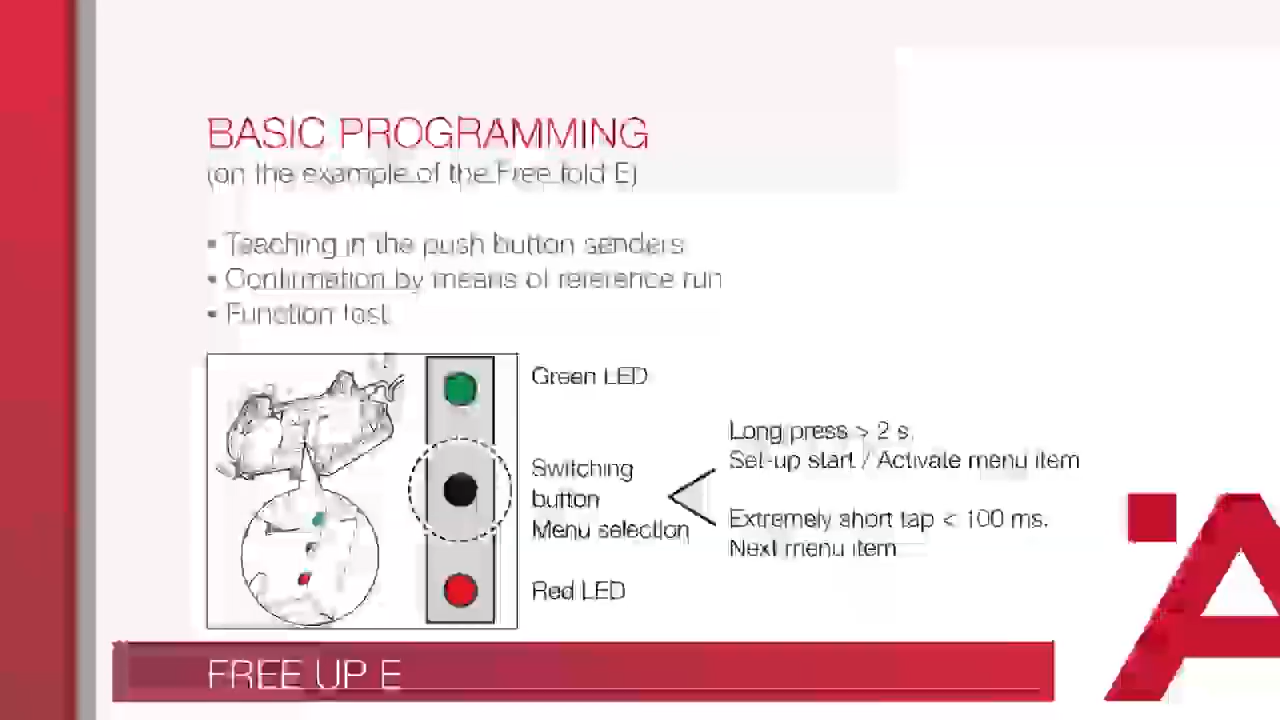 BASIC PROGRAMMING
(on the example of the Free fold E)
• Teaching in the push button senders
• Confirmation by means of reference run
• Function test
Green LED
Switching
button
Menu selection
Red LED
Long press > 2 s.
Set-up start / Activate menu item
Extremely short tap < 100 ms.
Next menu item
FREE UP E